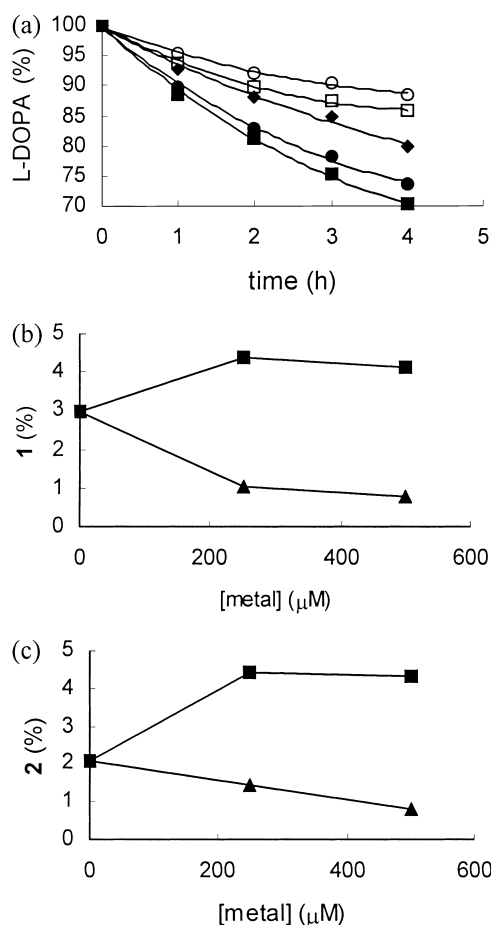 (a)
L-DOPA (%)
100
95
90
85
80
75
70
0 1 2 3 4 5
time (h)
(b)
1 (%)
5
4
3
2
1
0
0 200 400 600
[metal] (μM)
(c)
2 (%)
5
4
3
2
1
0
0 200 400 600
[metal] (μM)